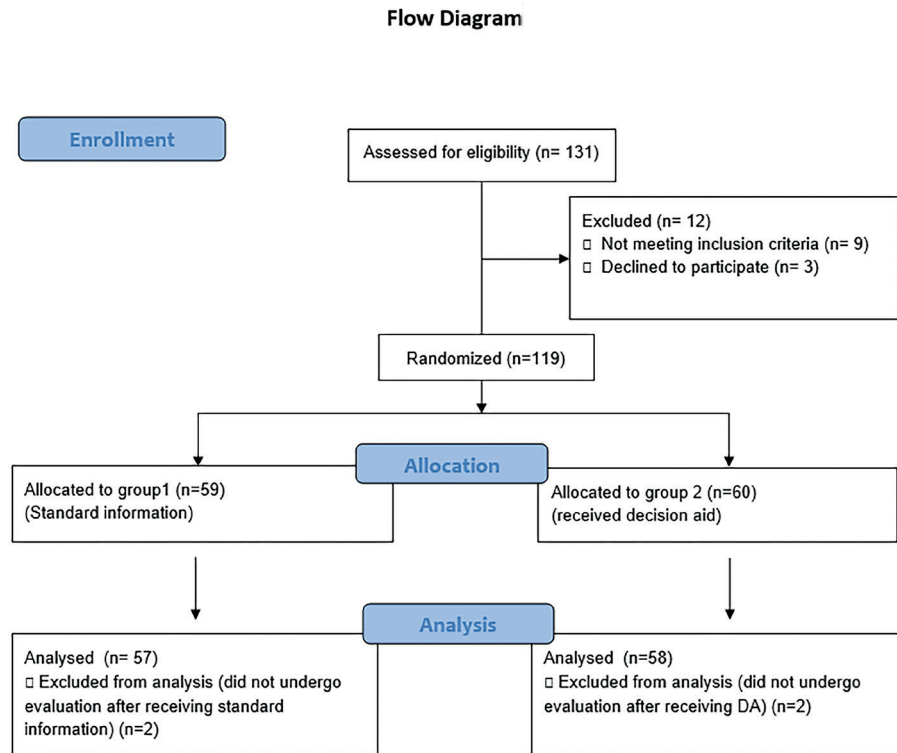 Flow Diagram
Enrollment
Assessed for eligibility (n= 131)
Excluded (n= 12)
▯ Not meeting inclusion criteria (n= 9)
▯ Declined to participate (n= 3)
Randomized (n=119)
Allocation
Allocated to group1 (n=59)
(Standard information)
Allocated to group 2 (n=60)
(received decision aid)
Analysis
Analysed (n= 57)
▯ Excluded from analysis (did not undergo
evaluation after receiving standard
information) (n=2)
Analysed (n=58)
▯ Excluded from analysis (did not undergo
evaluation after receiving DA) (n=2)